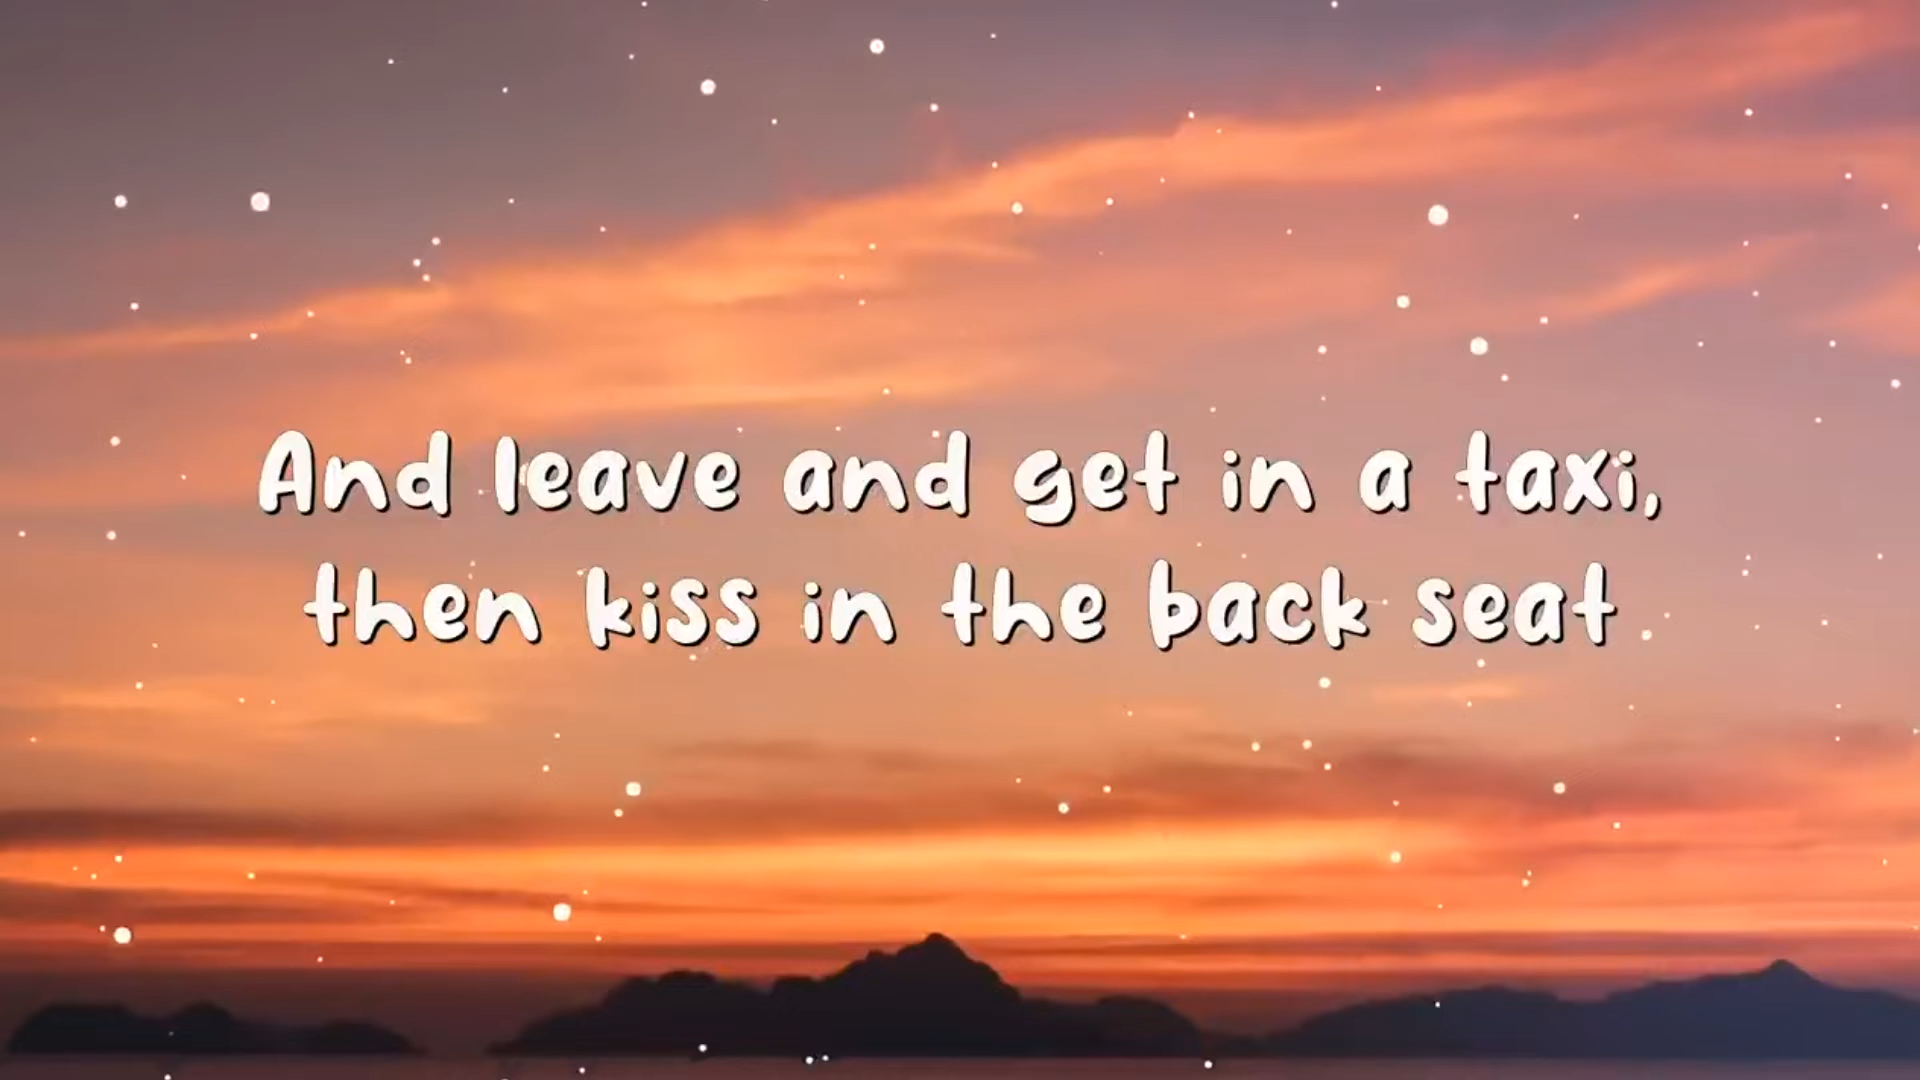 And leave and get in a taxi,
then kiss in the back seat